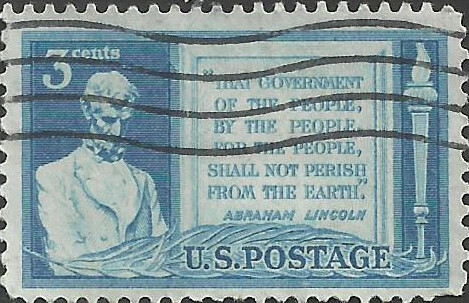 3 cents
"THAT GOVERNMENT
OF THE PEOPLE,
BY THE PEOPLE,
FOR THE PEOPLE,
SHALL NOT PERISH
FROM THE EARTH."
ABRAHAM LINCOLN
U.S. POSTAGE